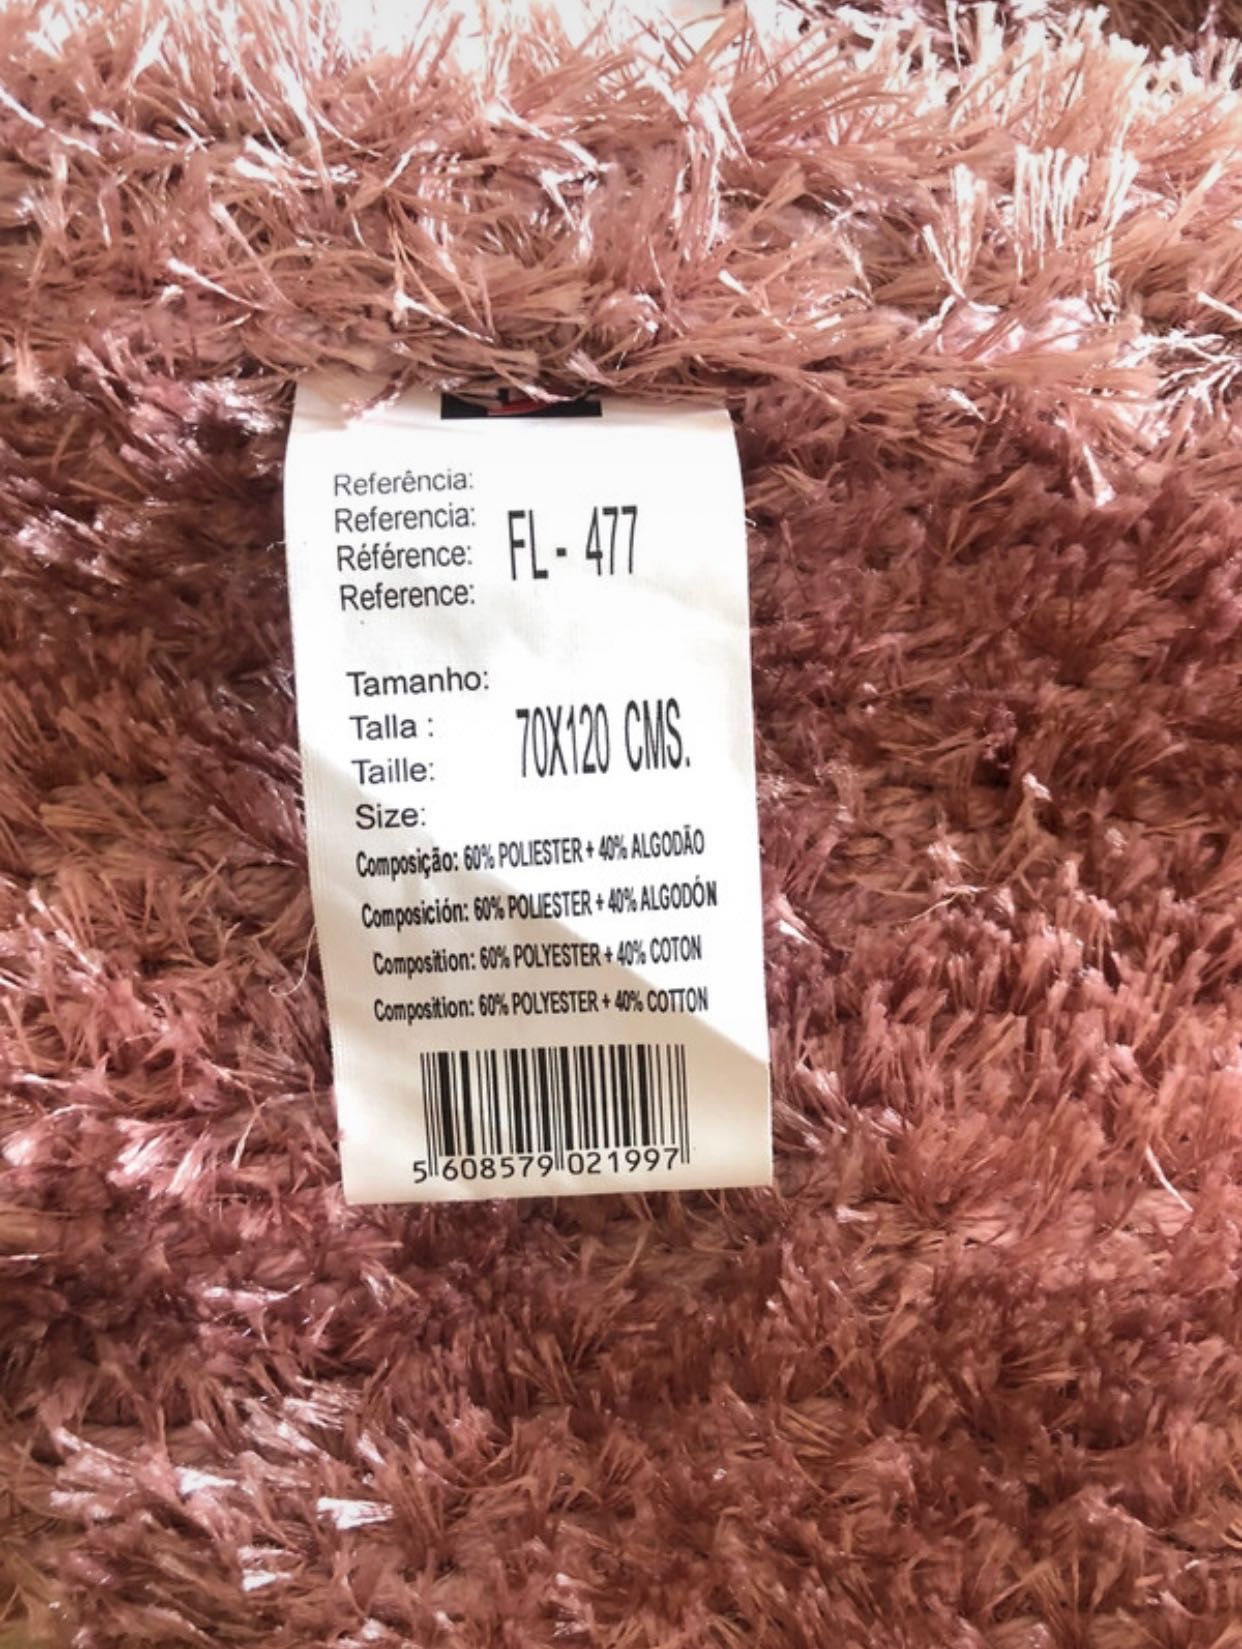 Referência:
Referencia:
Référence:
Reference:
FL - 477
Tamanho:
Talla :
Taille:
Size:
70X120 CMS.
Composição: 60% POLIESTER + 40% ALGODÃO
Composición: 60% POLIESTER + 40% ALGODÓN
Composition: 60% POLYESTER + 40% COTON
Composition: 60% POLYESTER + 40% COTTON
5 608579 021997